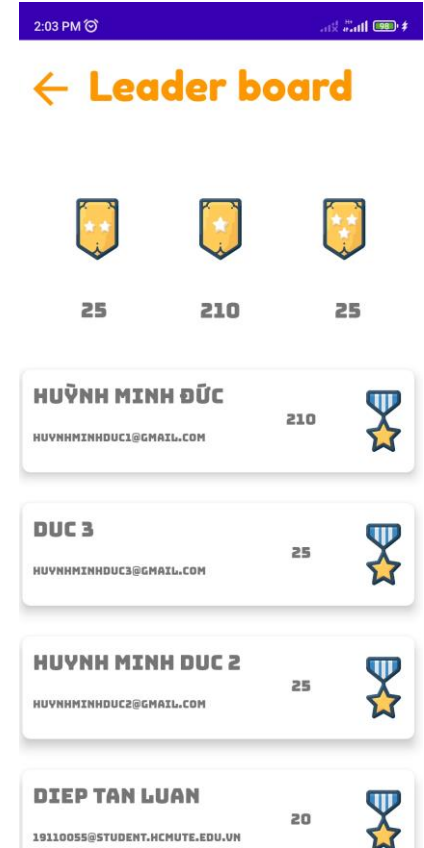 2:03 PM
98
Leader board
25 210 25
HUỲNH MINH ĐỨC
210
HUYNHMINHDUC1@GMAIL.COM
DUC 3
25
HUYNHMINHDUC3@GMAIL.COM
HUYNH MINH DUC 2
25
HUYNHMINHDUC2@GMAIL.COM
DIEP TAN LUAN
20
19110055@STUDENT.HCMUTE.EDU.VN